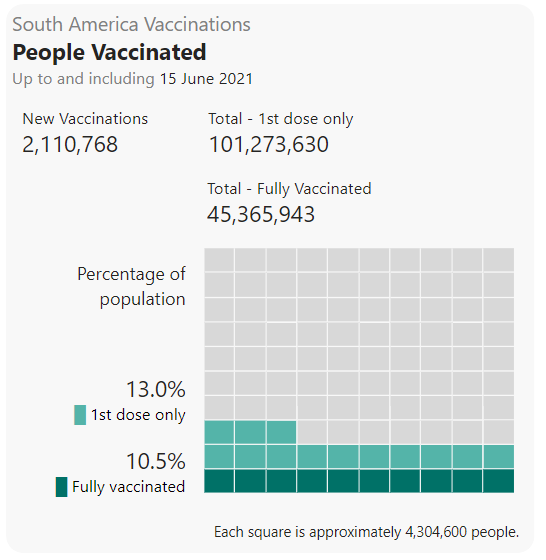 South America Vaccinations
People Vaccinated
Up to and including 15 June 2021
New Vaccinations
2,110,768
Total - 1st dose only
101,273,630
Total - Fully Vaccinated
45,365,943
Percentage of
population
13.0%
1st dose only
10.5%
Fully vaccinated
Each square is approximately 4,304,600 people.